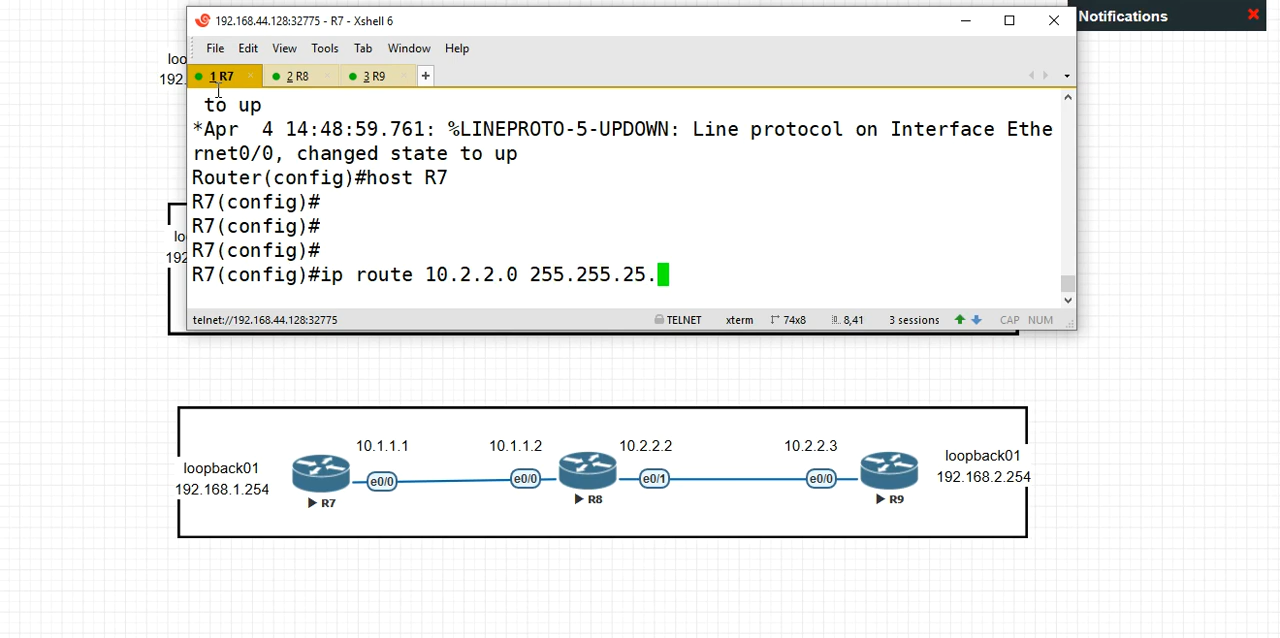 192.168.44.128:32775 - R7 - Xshell 6
Notifications
File Edit View Tools Tab Window Help
loo
192.
1 R7 2 R8 3 R9
to up
*Apr  4 14:48:59.761: %LINEPROTO-5-UPDOWN: Line protocol on Interface Ethe
rnet0/0, changed state to up
Router(config)#host R7
R7(config)#
R7(config)#
R7(config)#
R7(config)#ip route 10.2.2.0 255.255.25.
lo
192
telnet://192.168.44.128:32775 TELNET xterm 74x8 8,41 3 sessions CAP NUM
10.1.1.1 10.1.1.2 10.2.2.2 10.2.2.3
loopback01
192.168.1.254
loopback01
192.168.2.254
e0/0 e0/0 e0/1 e0/0
R7 R8 R9